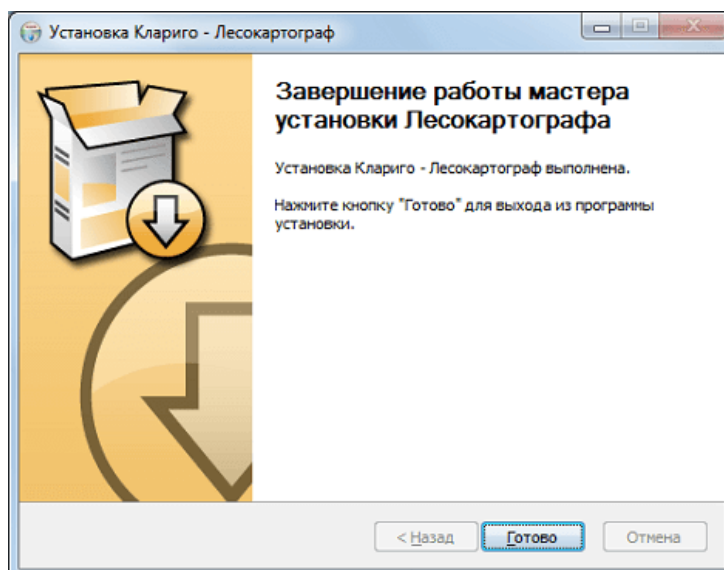 Установка Клариго - Лесокартограф
Завершение работы мастера
установки Лесокартографа
Установка Клариго - Лесокартограф выполнена.
Нажмите кнопку "Готово" для выхода из программы
установки.
< Назад
Готово
Отмена